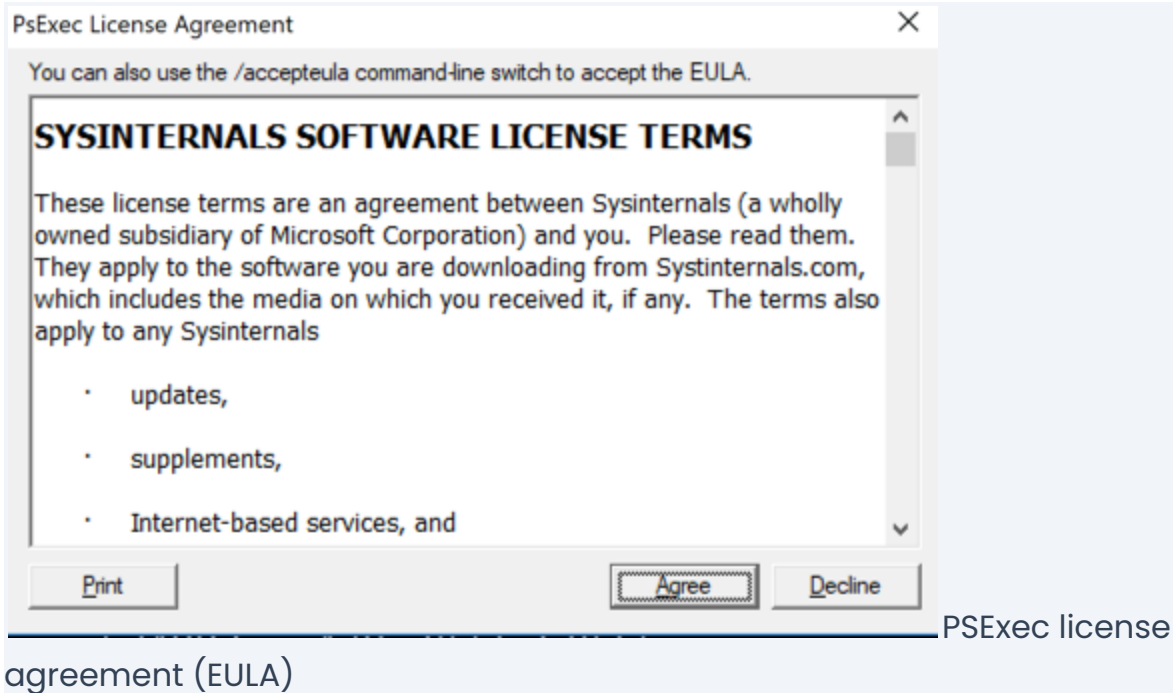 PsExec License Agreement
You can also use the /accepteula command-line switch to accept the EULA.
SYSINTERNALS SOFTWARE LICENSE TERMS
These license terms are an agreement between Sysinternals (a wholly
owned subsidiary of Microsoft Corporation) and you.  Please read them.
They apply to the software you are downloading from Systinternals.com,
which includes the media on which you received it, if any.  The terms also
apply to any Sysinternals
· updates,
· supplements,
· Internet-based services, and
Print Agree Decline
PSExec license
agreement (EULA)